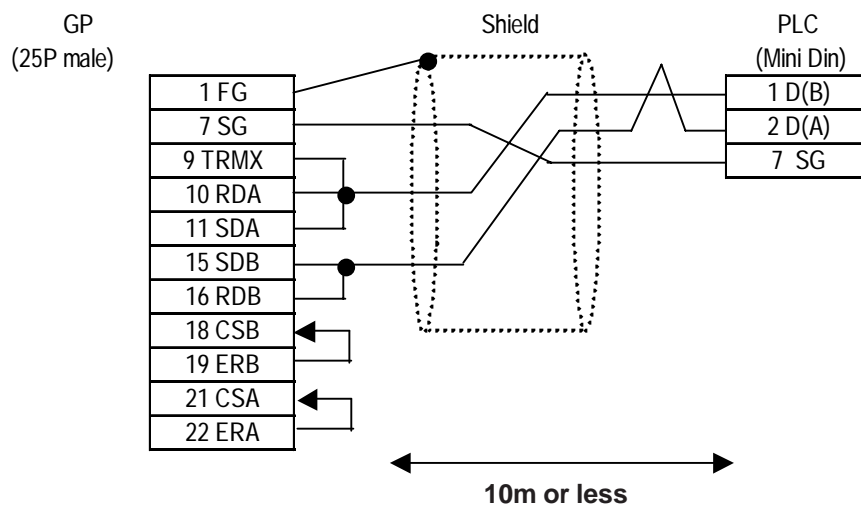 GP
(25P male)
Shield
PLC
(Mini Din)
1 FG
7 SG
9 TRMX
10 RDA
11 SDA
15 SDB
16 RDB
18 CSB
19 ERB
21 CSA
22 ERA
1 D(B)
2 D(A)
7 SG
10m or less